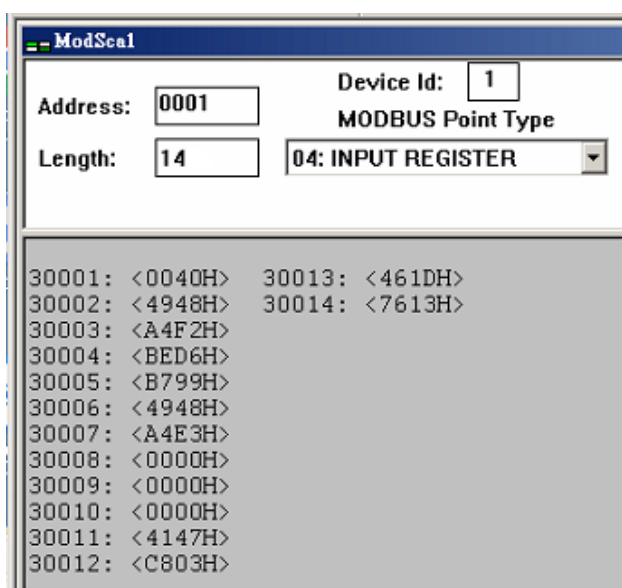 ModSca1
Device Id: 1
Address: 0001
MODBUS Point Type
Length: 14
04: INPUT REGISTER
30001: <0040H> 30013: <461DH>
30002: <4948H> 30014: <7613H>
30003: <A4F2H>
30004: <BED6H>
30005: <B799H>
30006: <4948H>
30007: <A4E3H>
30008: <0000H>
30009: <0000H>
30010: <0000H>
30011: <4147H>
30012: <C803H>